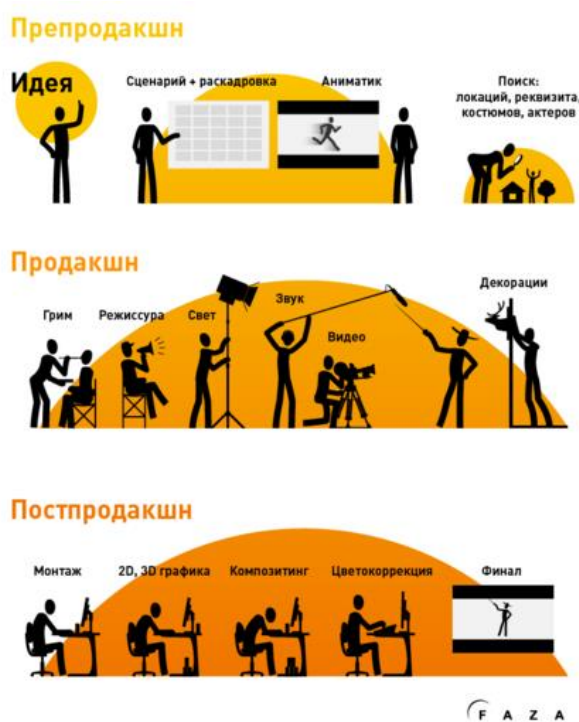 Препродакшн
Идея
Сценарий + раскадровка
Аниматик
Поиск:
локаций, реквизита,
костюмов, актеров
Продакшн
Грим
Режиссура
Свет
Звук
Видео
Декорации
Постпродакшн
Монтаж
2D, 3D графика
Композитинг
Цветокоррекция
Финал
FAZA